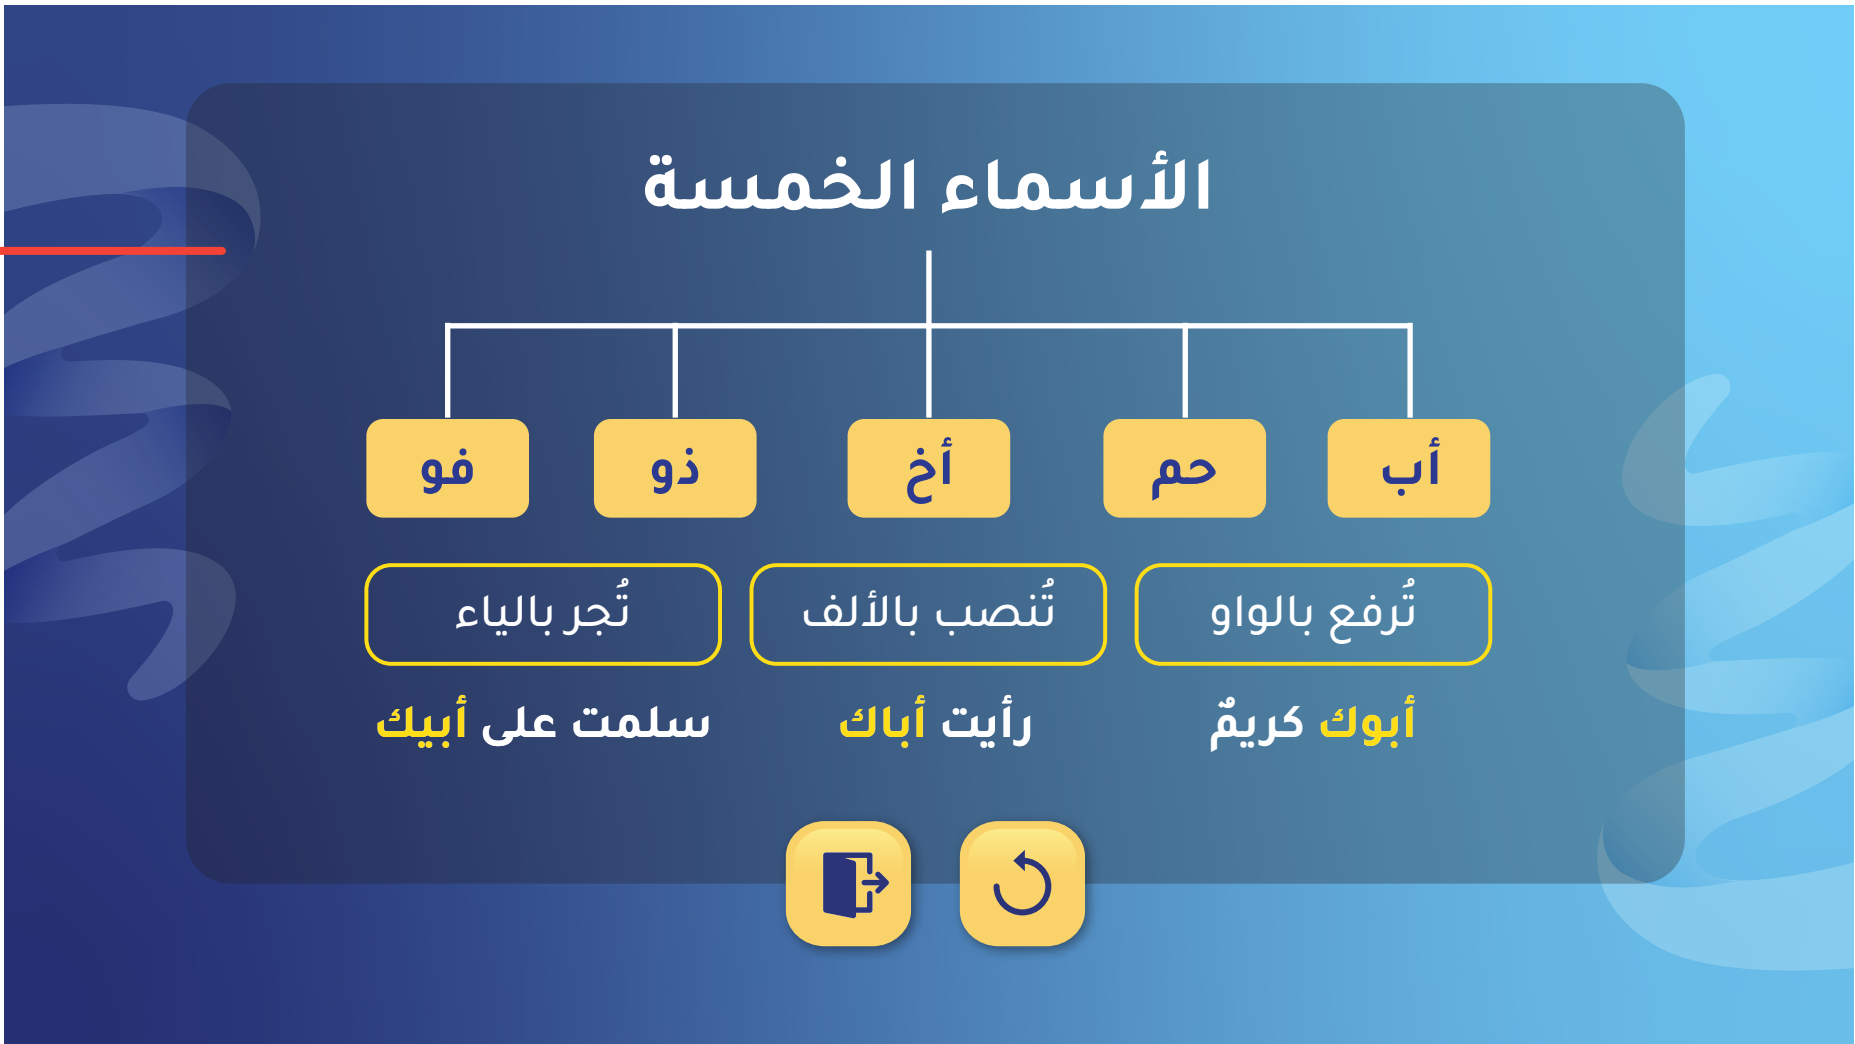 الأسماء الخمسة
أب حم أخ ذو فو
تُرفع بالواو تُنصب بالألف تُجر بالياء
أبوك كريمٌ رأيت أباك سلمت على أبيك